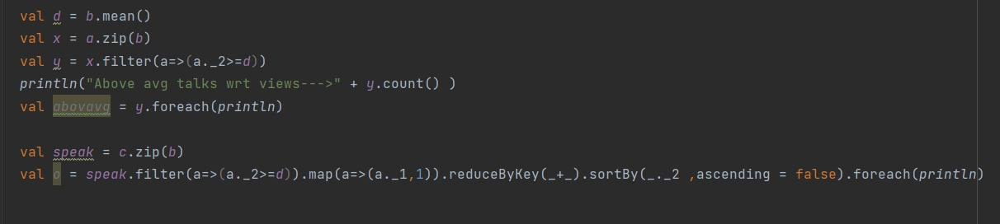 val d = b.mean()
val x = a.zip(b)
val y = x.filter(a=>(a._2>=d))
println("Above avg talks wrt views--->" + y.count() )
val abovavg = y.foreach(println)
val speak = c.zip(b)
val o = speak.filter(a=>(a._2>=d)).map(a=>(a._1,1)).reduceByKey(_+_).sortBy(_._2 ,ascending = false).foreach(println)